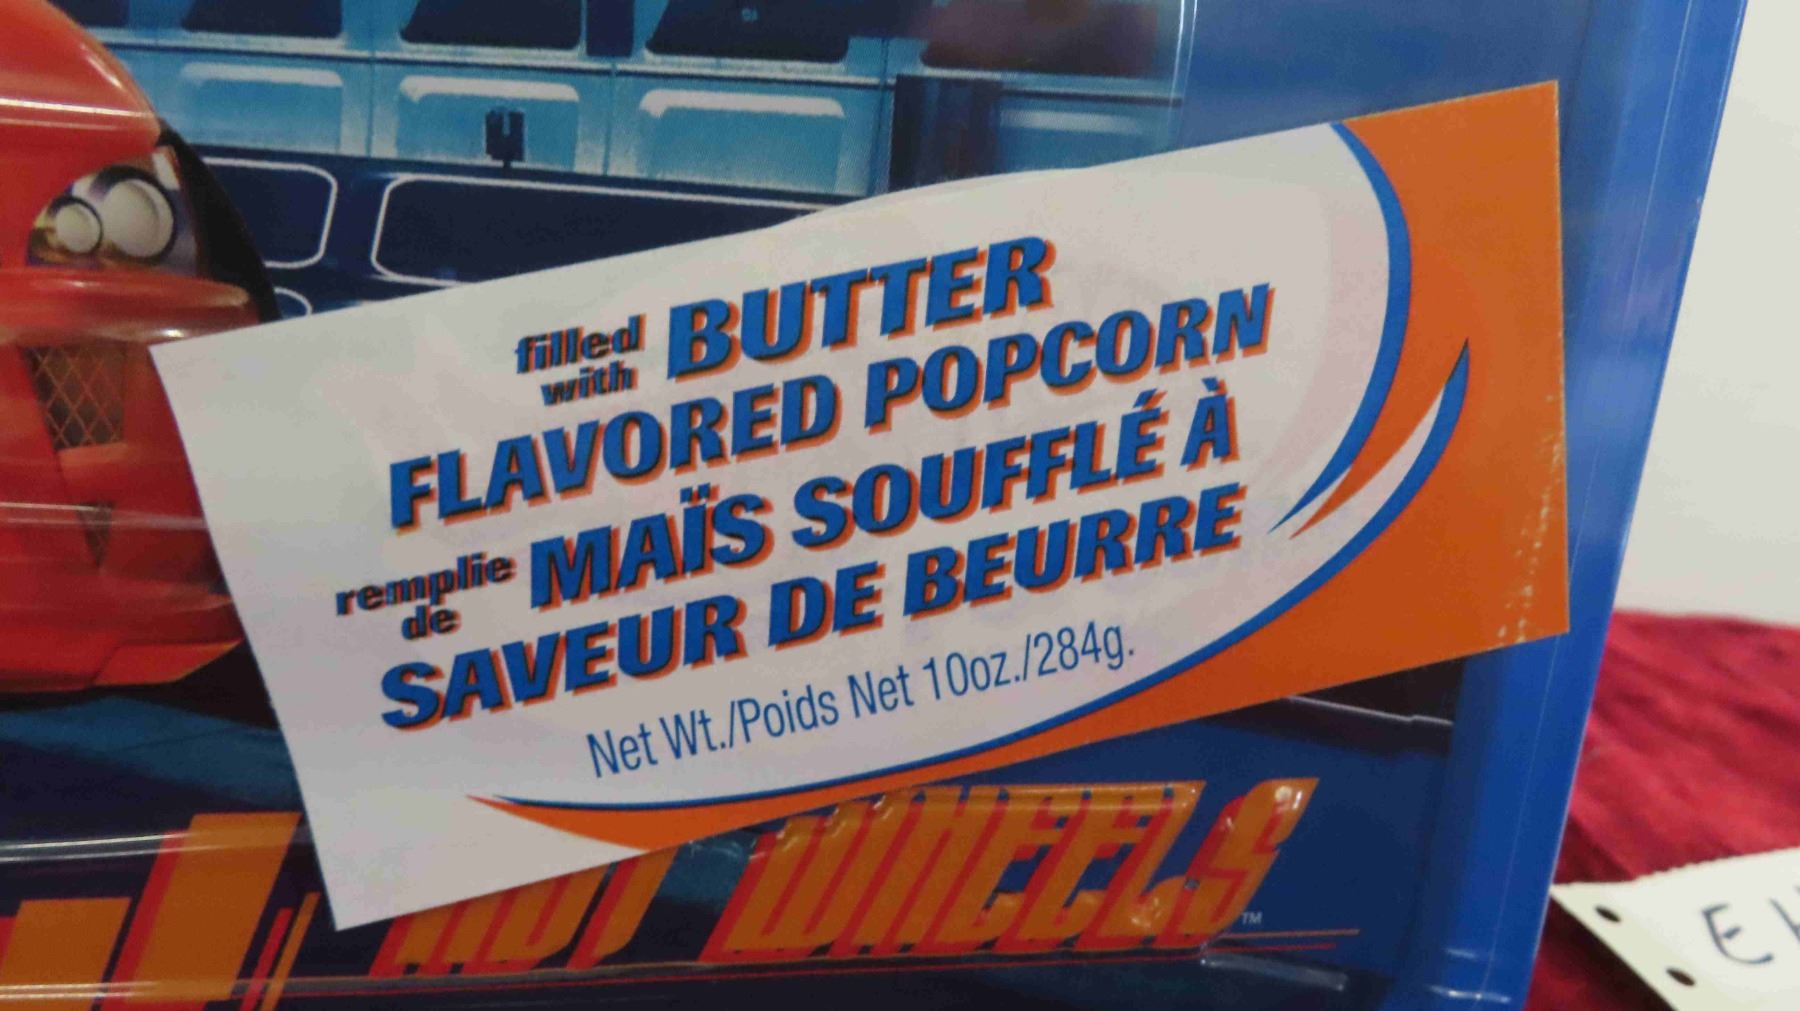 filled with BUTTER
FLAVORED POPCORN
remplie de MAÏS SOUFFLÉ À
SAVEUR DE BEURRE
Net Wt./Poids Net 10oz./284g.
HOT WHEELS™